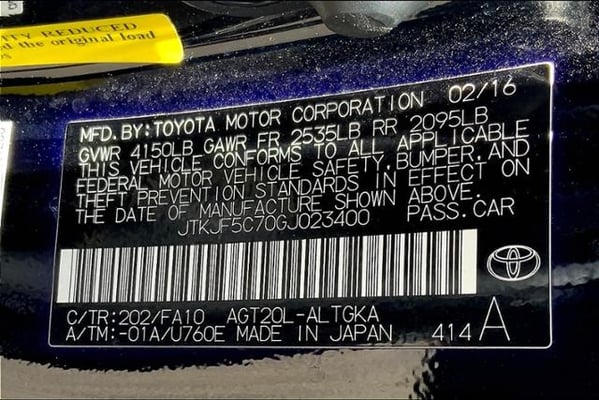 ITY REDUCED
d the original load
os
MFD. BY: TOYOTA MOTOR CORPORATION 02/16
GVWR 4150LB GAWR FR 2535LB RR 2095LB
THIS VEHICLE CONFORMS TO ALL APPLICABLE
FEDERAL MOTOR VEHICLE SAFETY, BUMPER, AND
THEFT PREVENTION STANDARDS IN EFFECT ON
THE DATE OF MANUFACTURE SHOWN ABOVE.
JTKJF5C70GJ023400 PASS. CAR
C/TR: 202/FA10 AGT20L-ALTGKA
A/TM: -01A/U760E MADE IN JAPAN 414 A